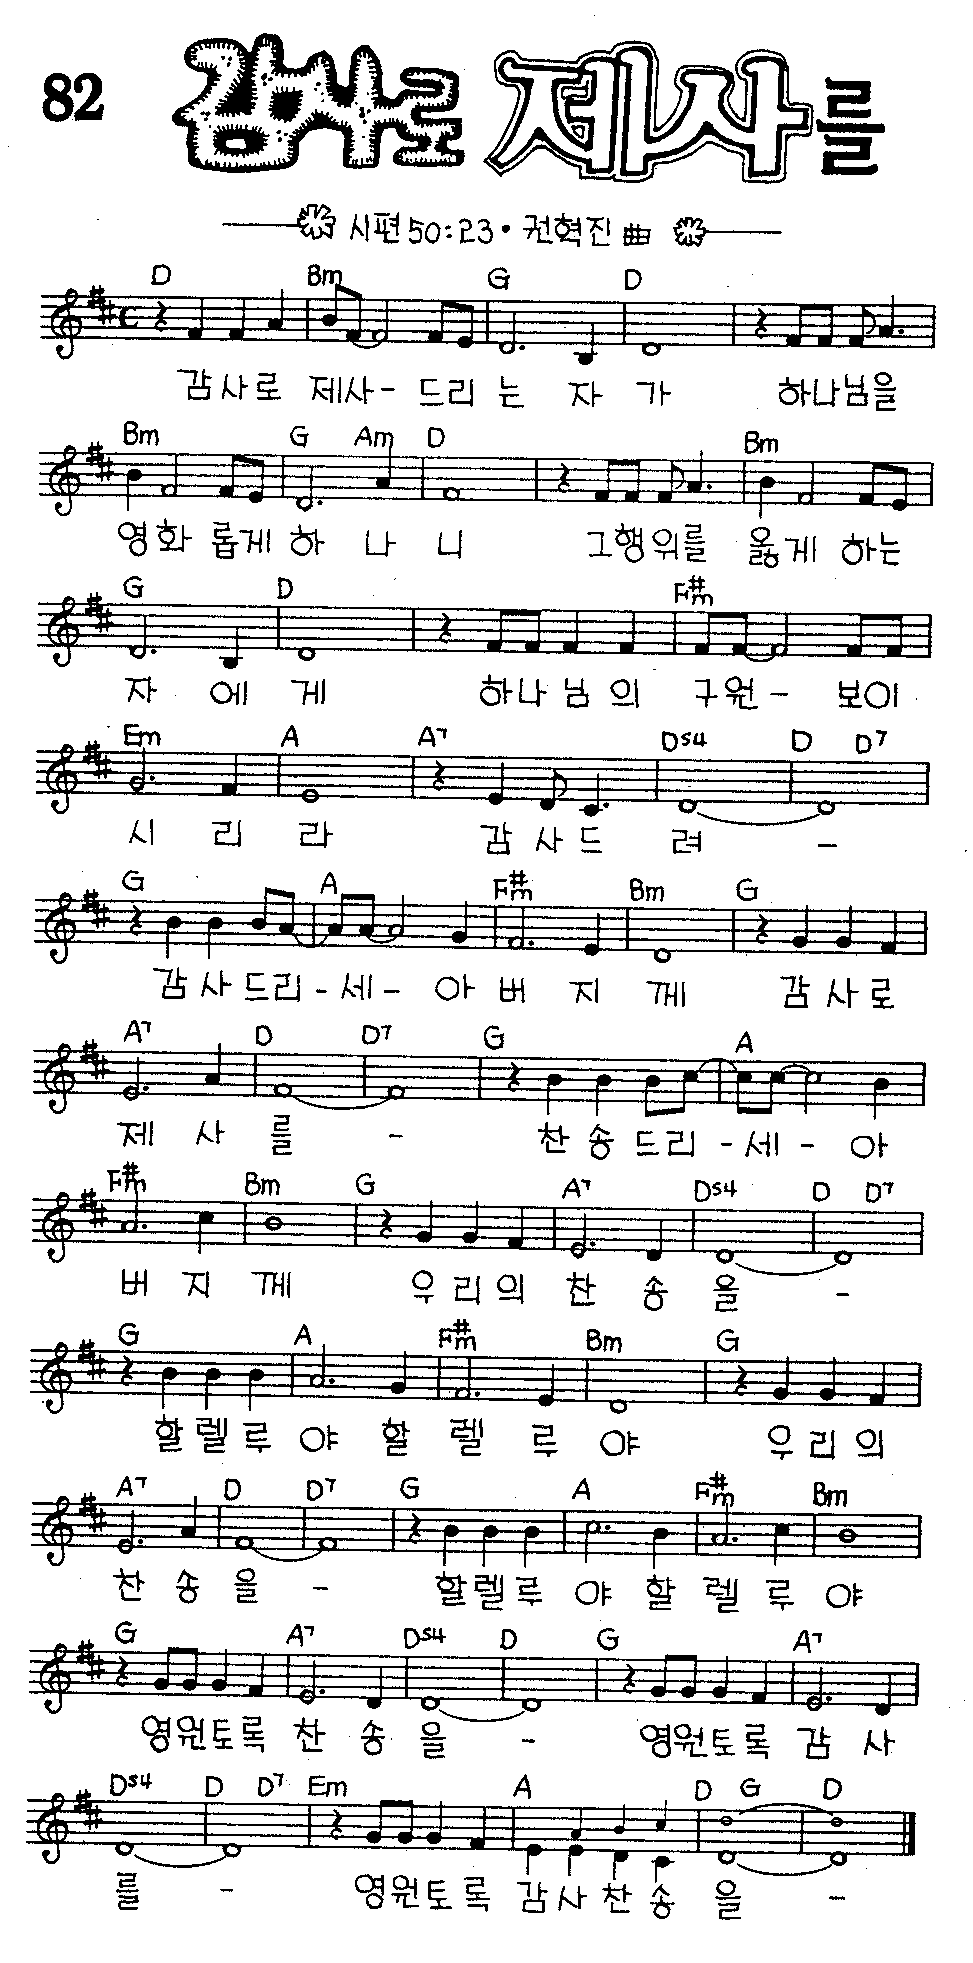 82 감사로 제사를
시편 50:23 · 권혁진 曲
D Bm G D
감사로 제사- 드리는 자가 하나님을
Bm G Am D Bm
영화롭게 하나니 그행위를 옳게 하는
G D F#m
자에게 하나님의 구원- 보이
Em A A7 Ds4 D D7
시리라 감사드려 -
G A F#m Bm G
감사드리-세-아버지께 감사로
A7 D D7 G A
제사를 - 찬송드리-세-아
F#m Bm G A7 Ds4 D D7
버지께 우리의 찬송을 -
G A F#m Bm G
할렐루야 할렐루야 우리의
A7 D D7 G A F#m Bm
찬송을 - 할렐루야 할렐루야
G A7 Ds4 D G A7
영원토록 찬송을 - 영원토록 감사
Ds4 D D7 Em A D G D
를 - 영원토록 감사찬송을 -